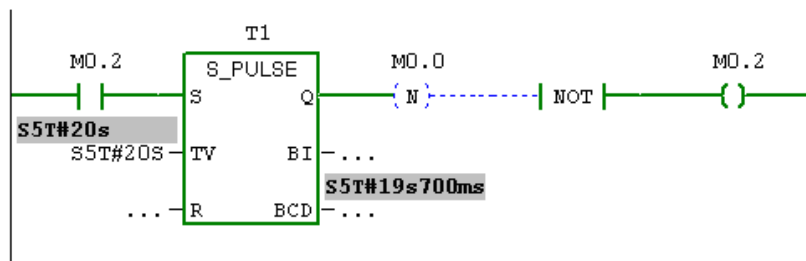 T1
M0.2 S_PULSE M0.0 M0.2
S Q (N) NOT ( )
S5T#20s
S5T#20S TV BI ...
S5T#19s700ms
... R BCD ...